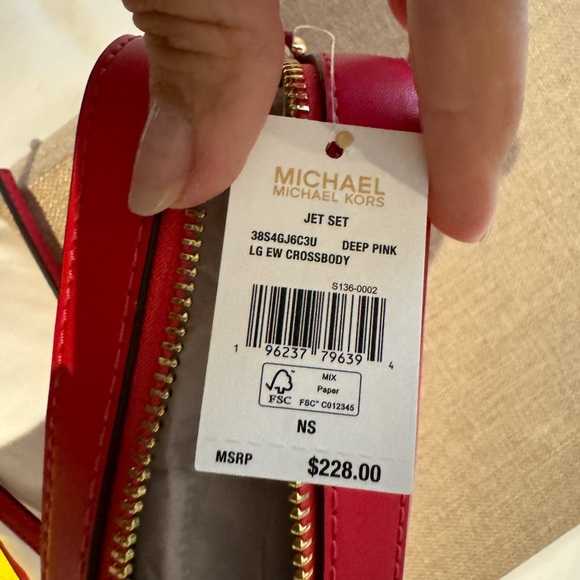 MICHAEL
MICHAEL KORS
JET SET
38S4GJ6C3U DEEP PINK
LG EW CROSSBODY
S136-0002
1 96237 79639 4
FSC
MIX
Paper
FSC™ C012345
NS
MSRP $228.00